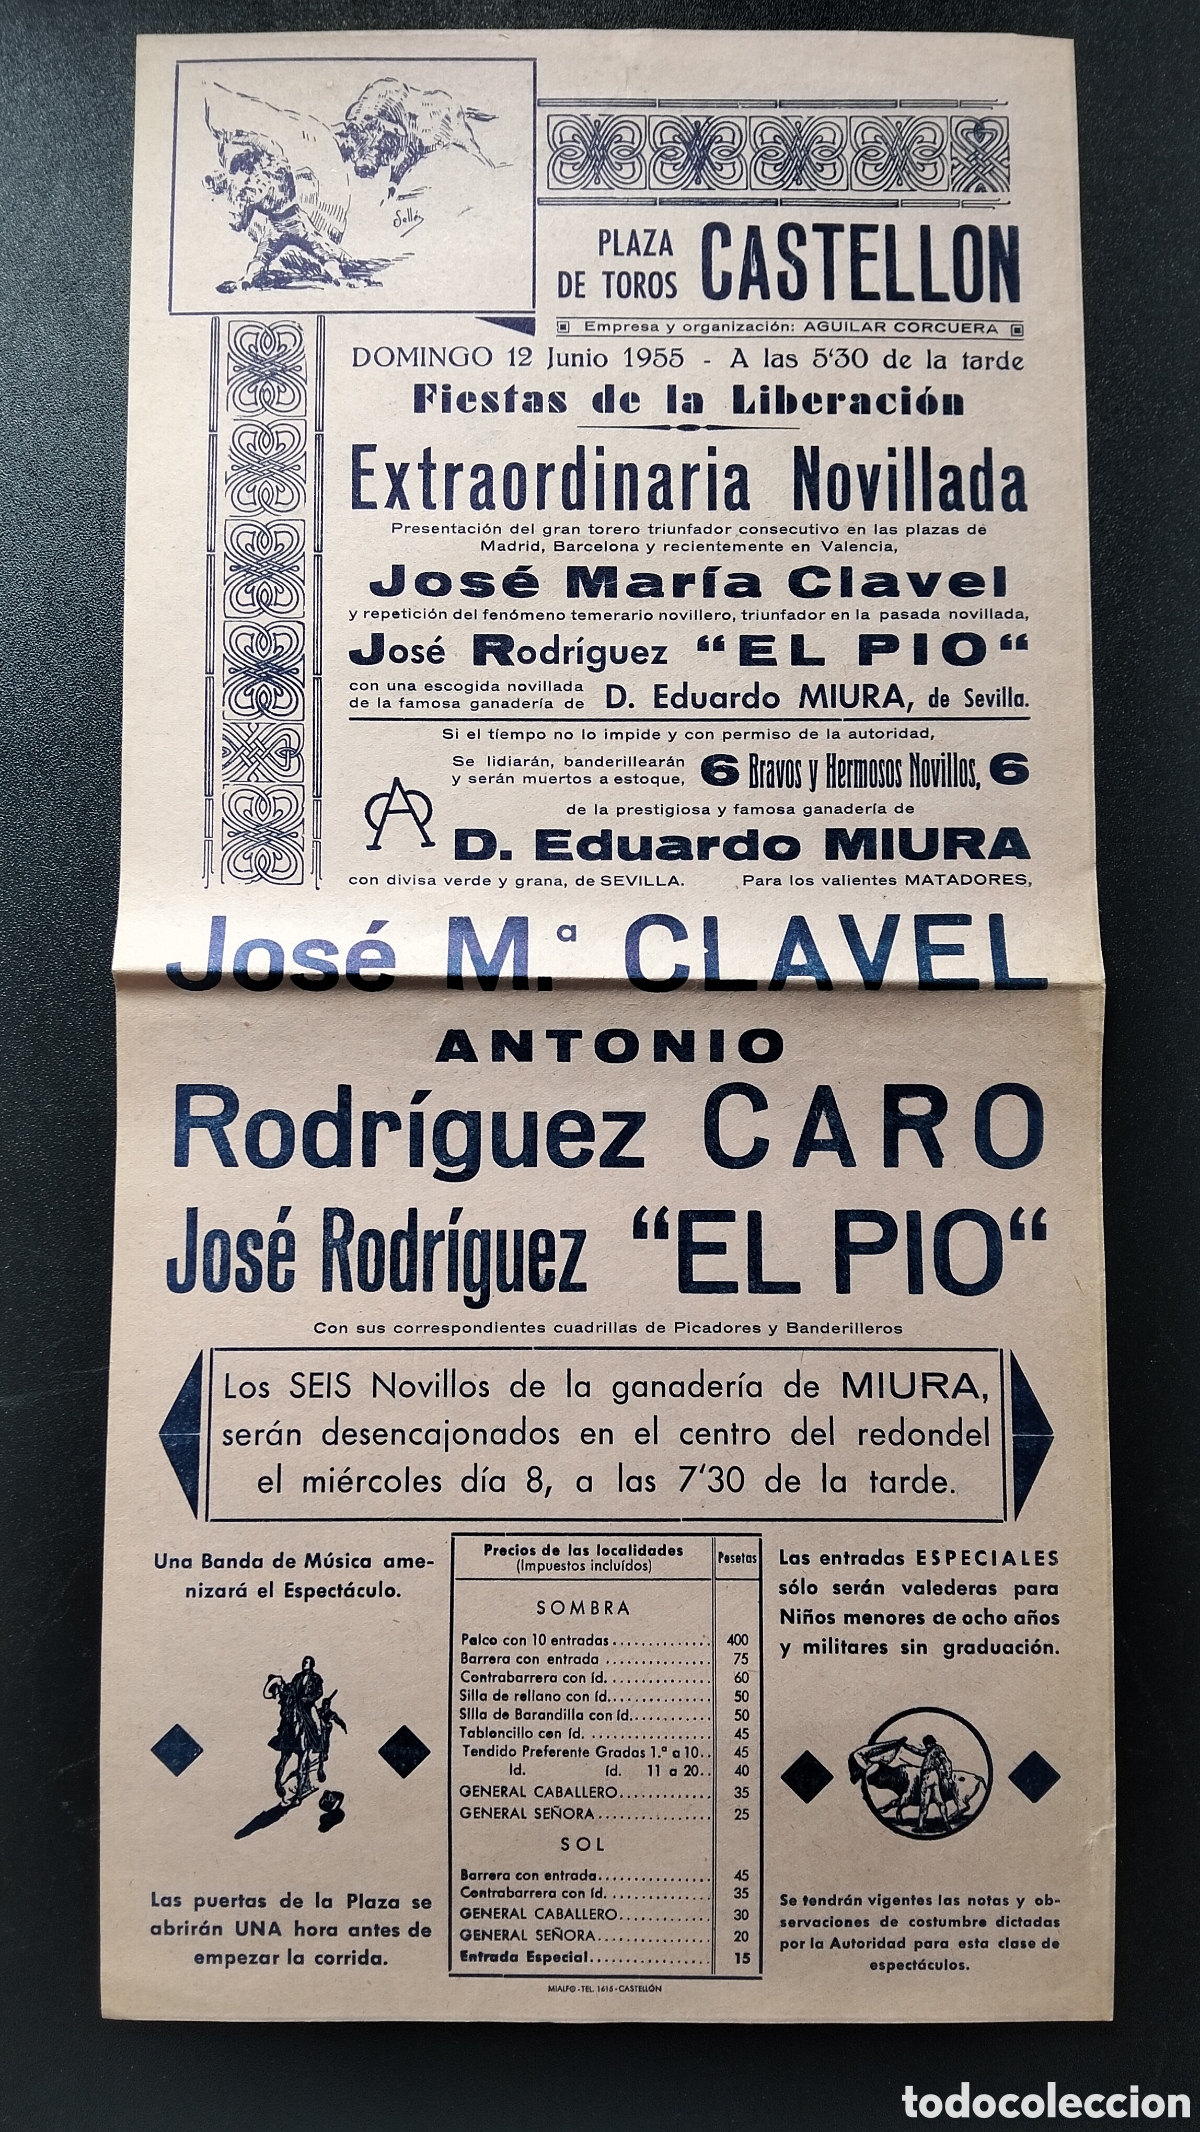 Sellés
PLAZA
DE TOROS CASTELLON
Empresa y organización: AGUILAR CORCUERA
DOMINGO 12 Junio 1955 - A las 5'30 de la tarde
Fiestas de la Liberación
Extraordinaria Novillada
Presentación del gran torero triunfador consecutivo en las plazas de
Madrid, Barcelona y recientemente en Valencia,
José María Clavel
y repetición del fenómeno temerario novillero, triunfador en la pasada novillada,
José Rodríguez “EL PIO“
con una escogida novillada
de la famosa ganadería de D. Eduardo MIURA, de Sevilla.
Si el tíempo no lo impide y con permiso de la autoridad,
Se lidiarán, banderillearán
y serán muertos a estoque, 6 Bravos y Hermosos Novillos, 6
de la prestigiosa y famosa ganadería de
D. Eduardo MIURA
con divisa verde y grana, de SEVILLA. Para los valientes MATADORES,
José M.ª CLAVEL
ANTONIO
Rodríguez CARO
José Rodríguez “EL PIO“
Con sus correspondientes cuadrillas de Picadores y Banderilleros
Los SEIS Novillos de la ganadería de MIURA,
serán desencajonados en el centro del redondel
el miércoles día 8, a las 7'30 de la tarde.
Una Banda de Música ame-
nizará el Espectáculo.
Las puertas de la Plaza se
abrirán UNA hora antes de
empezar la corrida.
Precios de las localidades Pesetas
(Impuestos incluídos)
SOMBRA
Palco con 10 entradas.............. 400
Barrera con entrada ............... 75
Contrabarrera con íd............... 60
Silla de rellano con íd............ 50
Silla de Barandilla con íd......... 50
Tabloncillo con íd. ............... 45
Tendido Preferente Gradas 1.ª a 10.. 45
Id. íd. 11 a 20.. 40
GENERAL CABALLERO............. 35
GENERAL SEÑORA................ 25
SOL
Barrera con entrada................ 45
Contrabarrera con íd............... 35
GENERAL CABALLERO............. 30
GENERAL SEÑORA................ 20
Entrada Especial................. 15
Las entradas ESPECIALES
sólo serán valederas para
Niños menores de ocho años
y militares sin graduación.
Se tendrán vigentes las notas y ob-
servaciones de costumbre dictadas
por la Autoridad para esta clase de
espectáculos.
MIALFO - TEL. 1615 - CASTELLÓN
todocoleccion